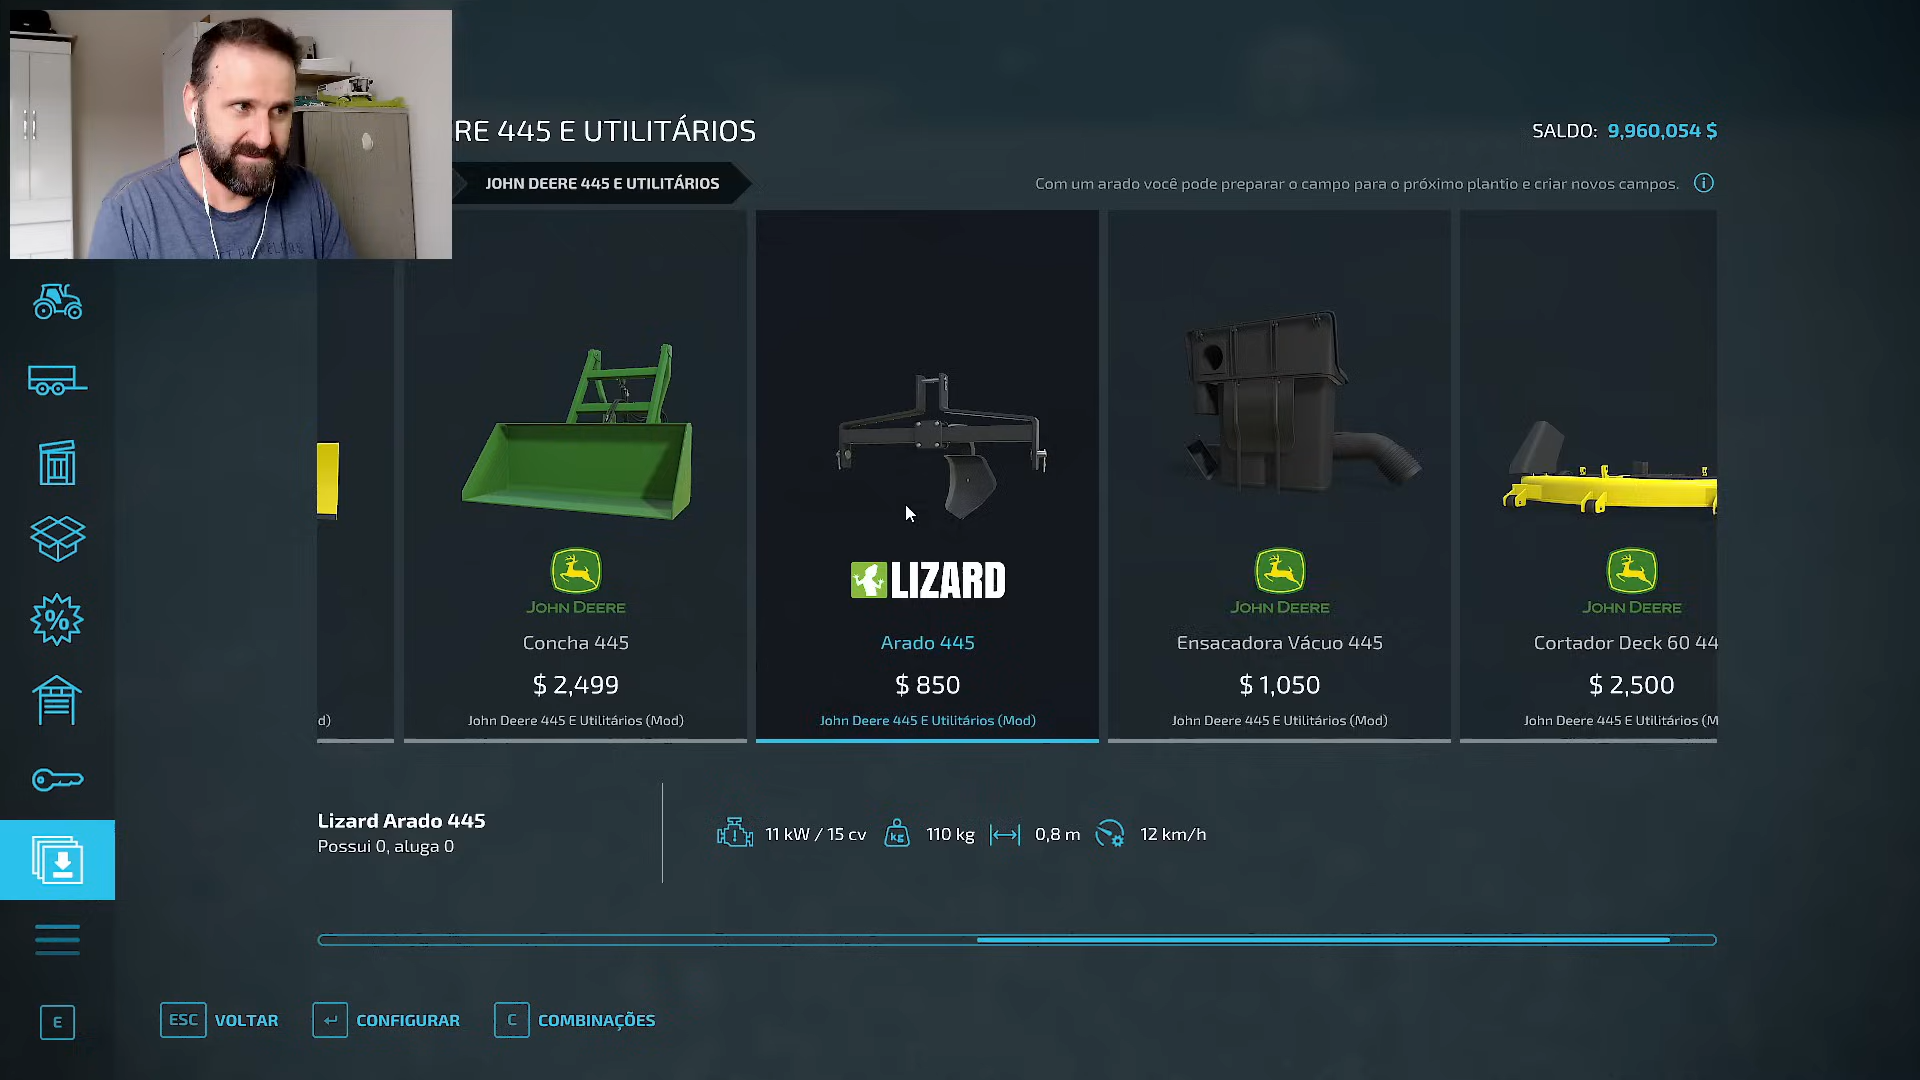 RE 445 E UTILITÁRIOS
SALDO: 9,960,054 $
JOHN DEERE 445 E UTILITÁRIOS
Com um arado você pode preparar o campo para o próximo plantio e criar novos campos.
d)
JOHN DEERE
Concha 445
$ 2,499
John Deere 445 E Utilitários (Mod)
LIZARD
Arado 445
$ 850
John Deere 445 E Utilitários (Mod)
JOHN DEERE
Ensacadora Vácuo 445
$ 1,050
John Deere 445 E Utilitários (Mod)
JOHN DEERE
Cortador Deck 60 44
$ 2,500
John Deere 445 E Utilitários (M
Lizard Arado 445
Possui 0, aluga 0
11 kW / 15 cv
KG
110 kg
0,8 m
12 km/h
E
ESC VOLTAR
CONFIGURAR
C COMBINAÇÕES